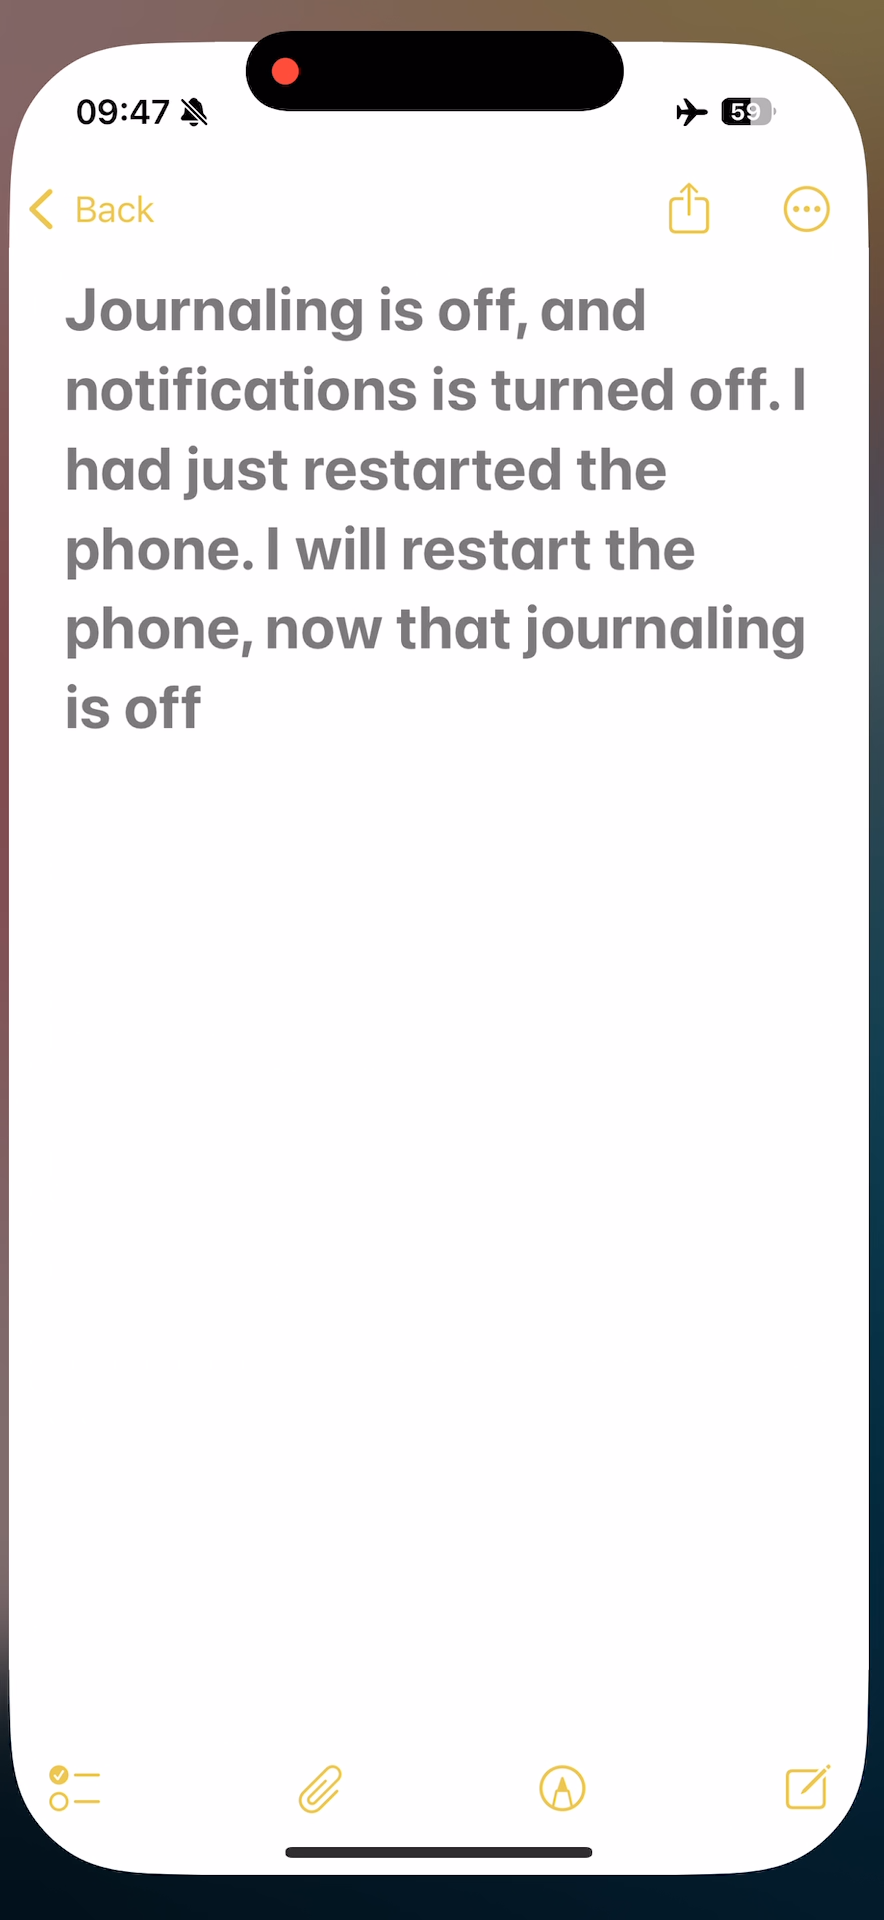 09:47
59
Back
Journaling is off, and
notifications is turned off. I
had just restarted the
phone. I will restart the
phone, now that journaling
is off